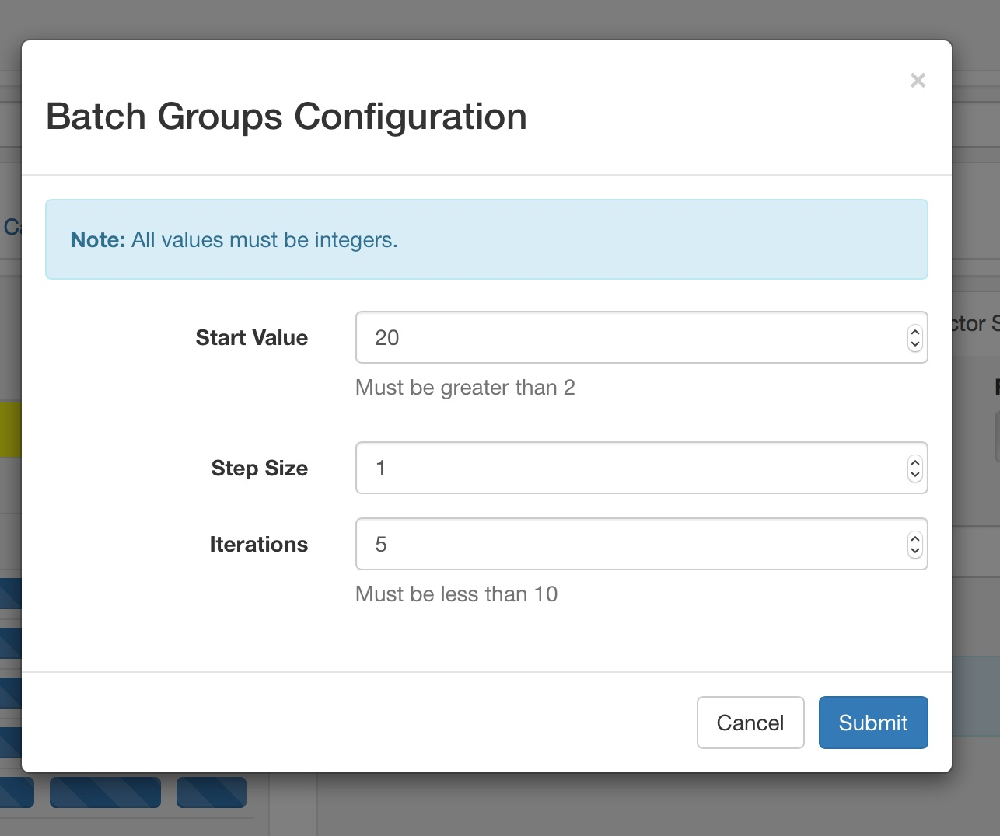 ×
Batch Groups Configuration
Note: All values must be integers.
Start Value
20
Must be greater than 2
Step Size
1
Iterations
5
Must be less than 10
Cancel
Submit